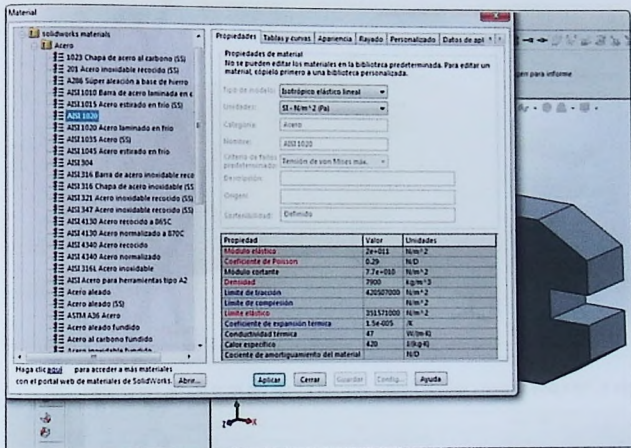 Material
solidworks materials
Acero
1023 Chapa de acero al carbono (SS)
201 Acero inoxidable recocido (SS)
A286 Súper aleación a base de hierro
AISI 1010 Barra de acero laminada en c
AISI 1015 Acero estirado en frío (SS)
AISI 1020
AISI 1020 Acero laminado en frío
AISI 1035 Acero (SS)
AISI 1045 Acero estirado en frío
AISI 304
AISI 316 Barra de acero inoxidable reco
AISI 316 Chapa de acero inoxidable (SS)
AISI 321 Acero inoxidable recocido (SS)
AISI 347 Acero inoxidable recocido (SS)
AISI 4130 Acero recocido a 865C
AISI 4130 Acero normalizado a 870C
AISI 4340 Acero recocido
AISI 4340 Acero normalizado
AISI 316L Acero inoxidable
AISI Acero para herramientas tipo A2
Acero aleado
Acero aleado (SS)
ASTM A36 Acero
Acero aleado fundido
Acero al carbono fundido
Acero inoxidable fundido
Haga clic aquí para acceder a más materiales
con el portal web de materiales de SolidWorks. Abrir...
Propiedades Tablas y curvas Apariencia Rayado Personalizado Datos de apl
Propiedades de material
No se pueden editar los materiales en la biblioteca predeterminada. Para editar un
material, cópielo primero a una biblioteca personalizada.
Tipo de modelo: Isotrópico elástico lineal
Unidades: SI - N/m^2 (Pa)
Categoría: Acero
Nombre: AISI 1020
Criterio de fallos
predeterminado: Tensión de von Mises máx.
Descripción:
Origen:
Sostenibilidad: Definido
Propiedad Valor Unidades
Módulo elástico 2e+011 N/m^2
Coeficiente de Poisson 0.29 N/D
Módulo cortante 7.7e+010 N/m^2
Densidad 7900 kg/m^3
Límite de tracción 420507000 N/m^2
Límite de compresión N/m^2
Límite elástico 351571000 N/m^2
Coeficiente de expansión térmica 1.5e-005 /K
Conductividad térmica 47 W/(m·K)
Calor específico 420 J/(kg·K)
Cociente de amortiguamiento del material N/D
Aplicar Cerrar Guardar Config... Ayuda
gen para informe
Z X